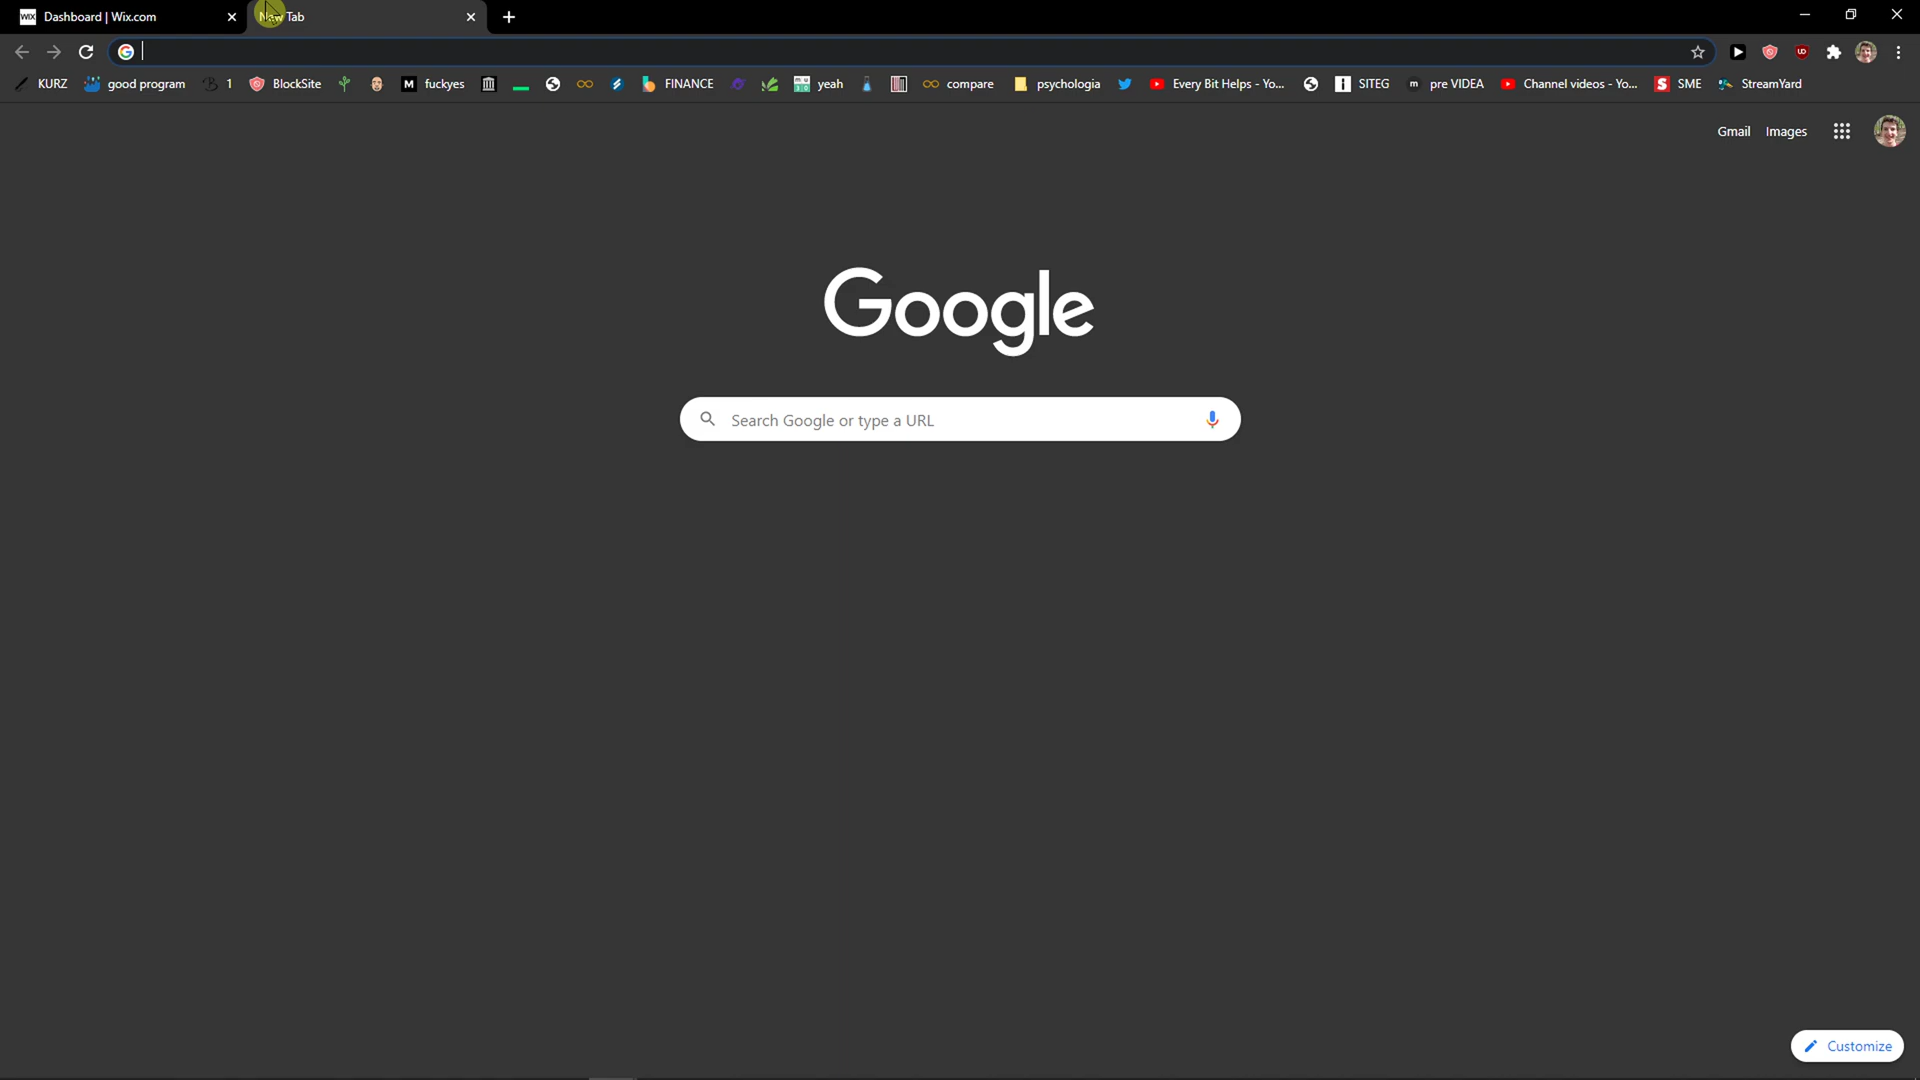 WIX Dashboard | Wix.com
New Tab
KURZ good program 1 BlockSite M fuckyes FINANCE yeah compare psychologia Every Bit Helps - Yo... SITEG m pre VIDEA Channel videos - Yo... S SME StreamYard
Gmail Images
Google
Search Google or type a URL
Customize